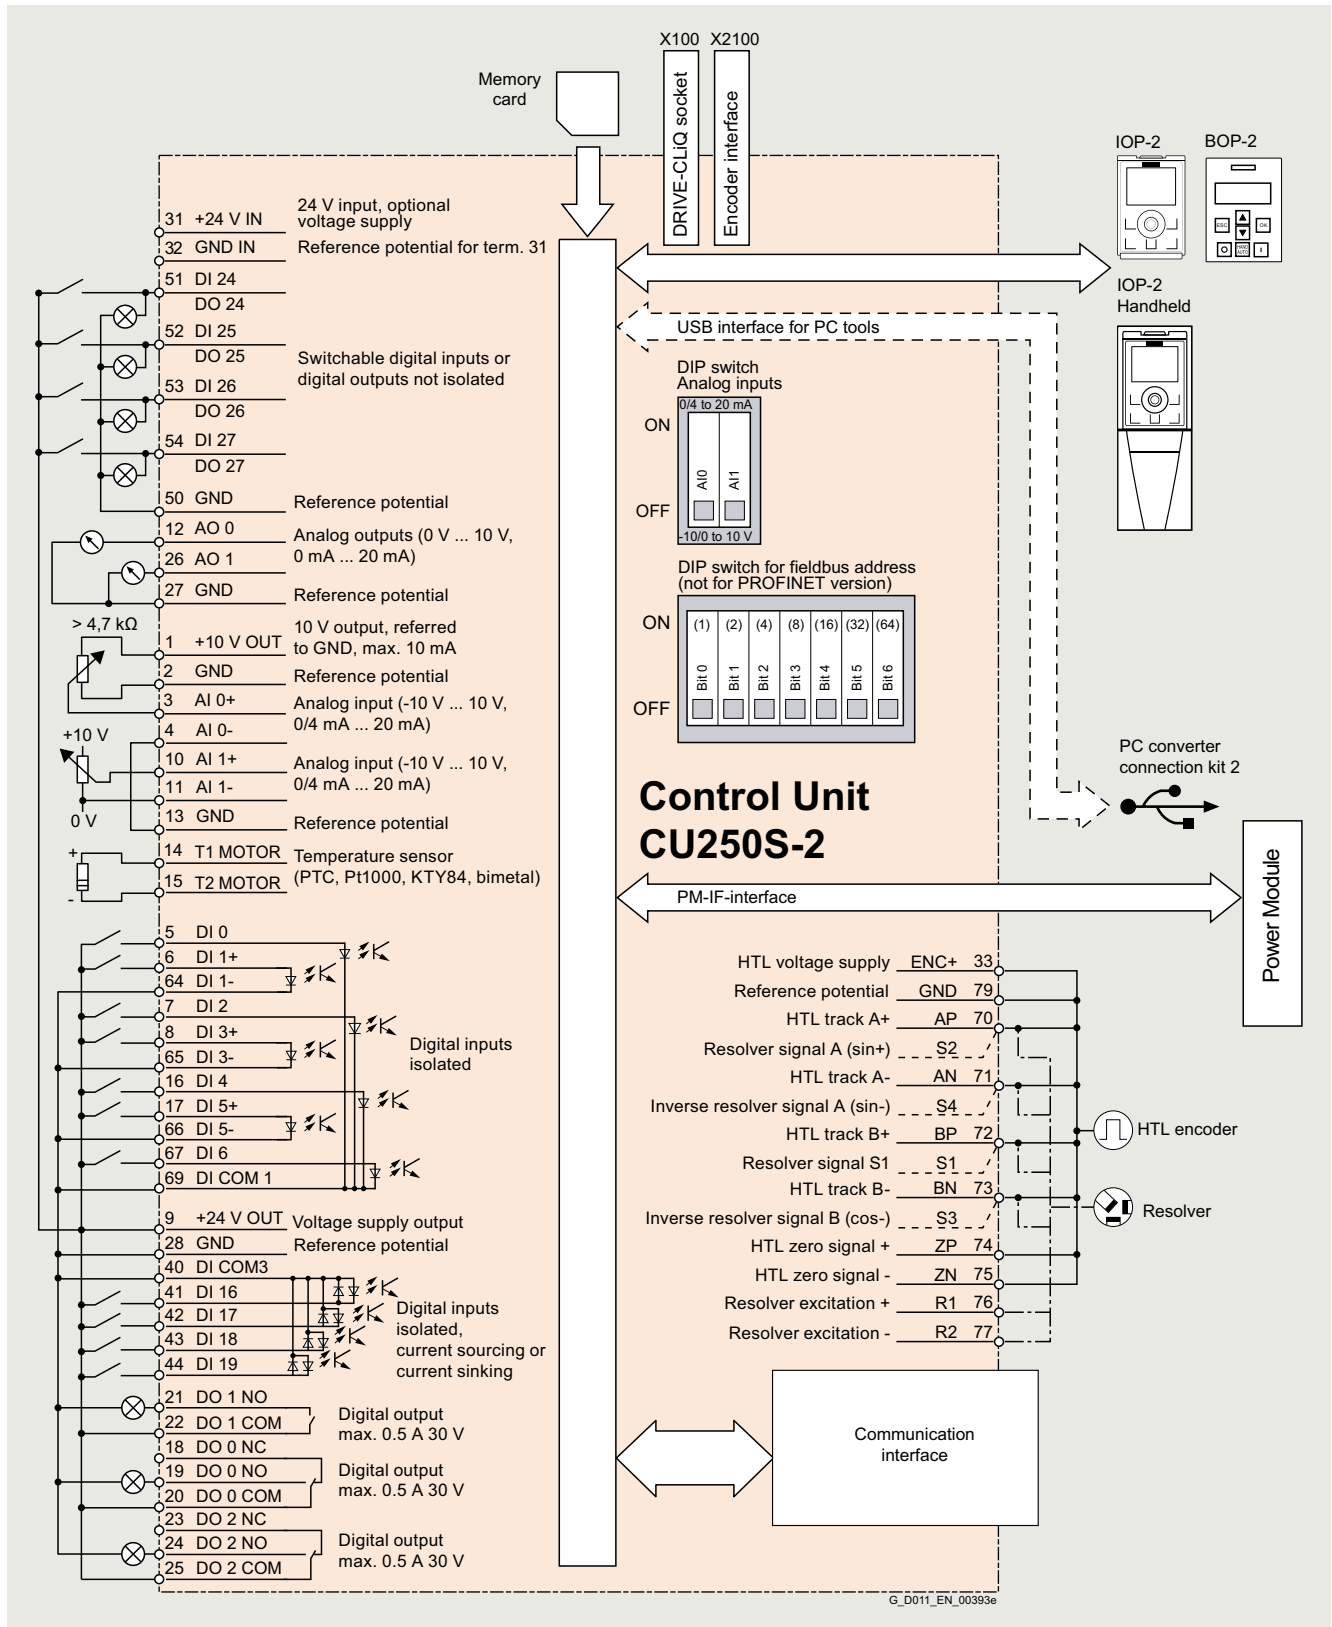 X100 X2100
Memory
card
DRIVE-CLiQ socket
Encoder interface
IOP-2 BOP-2
ESC
OK
HAND
AUTO
IOP-2
Handheld
31 +24 V IN
24 V input, optional
voltage supply
32 GND IN Reference potential for term. 31
51 DI 24
DO 24
52 DI 25
DO 25
53 DI 26
DO 26
54 DI 27
DO 27
Switchable digital inputs or
digital outputs not isolated
50 GND Reference potential
12 AO 0
26 AO 1
Analog outputs (0 V ... 10 V,
0 mA ... 20 mA)
27 GND Reference potential
> 4,7 kΩ
1 +10 V OUT
10 V output, referred
to GND, max. 10 mA
2 GND Reference potential
3 AI 0+
4 AI 0-
Analog input (-10 V ... 10 V,
0/4 mA ... 20 mA)
+10 V
10 AI 1+
11 AI 1-
Analog input (-10 V ... 10 V,
0/4 mA ... 20 mA)
0 V
13 GND Reference potential
+
-
14 T1 MOTOR
15 T2 MOTOR
Temperature sensor
(PTC, Pt1000, KTY84, bimetal)
5 DI 0
6 DI 1+
64 DI 1-
7 DI 2
8 DI 3+
65 DI 3-
16 DI 4
17 DI 5+
66 DI 5-
67 DI 6
69 DI COM 1
Digital inputs
isolated
9 +24 V OUT Voltage supply output
28 GND Reference potential
40 DI COM3
41 DI 16
42 DI 17
43 DI 18
44 DI 19
Digital inputs
isolated,
current sourcing or
current sinking
21 DO 1 NO
22 DO 1 COM
Digital output
max. 0.5 A 30 V
18 DO 0 NC
19 DO 0 NO
20 DO 0 COM
Digital output
max. 0.5 A 30 V
23 DO 2 NC
24 DO 2 NO
25 DO 2 COM
Digital output
max. 0.5 A 30 V
USB interface for PC tools
DIP switch
Analog inputs
0/4 to 20 mA
ON
AI0
AI1
OFF
-10/0 to 10 V
DIP switch for fieldbus address
(not for PROFINET version)
ON
(1) (2) (4) (8) (16) (32) (64)
Bit 0
Bit 1
Bit 2
Bit 3
Bit 4
Bit 5
Bit 6
OFF
Control Unit
CU250S-2
PC converter
connection kit 2
PM-IF-interface
Power Module
HTL voltage supply ENC+ 33
Reference potential GND 79
HTL track A+ AP 70
Resolver signal A (sin+) S2
HTL track A- AN 71
Inverse resolver signal A (sin-) S4
HTL track B+ BP 72
Resolver signal S1 S1
HTL track B- BN 73
Inverse resolver signal B (cos-) S3
HTL zero signal + ZP 74
HTL zero signal - ZN 75
Resolver excitation + R1 76
Resolver excitation - R2 77
HTL encoder
Resolver
Communication
interface
G_D011_EN_00393e